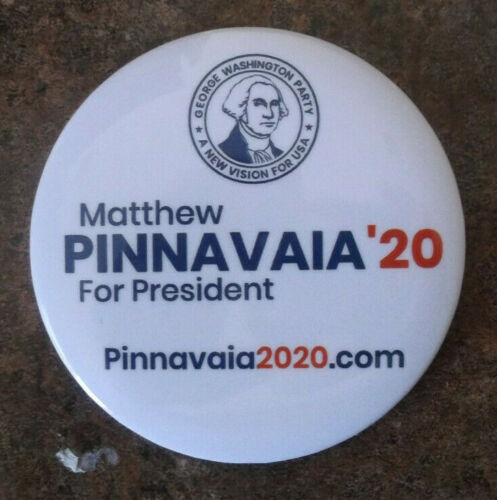 ★ GEORGE WASHINGTON PARTY ★
A NEW VISION FOR USA
Matthew
PINNAVAIA '20
For President
Pinnavaia2020.com